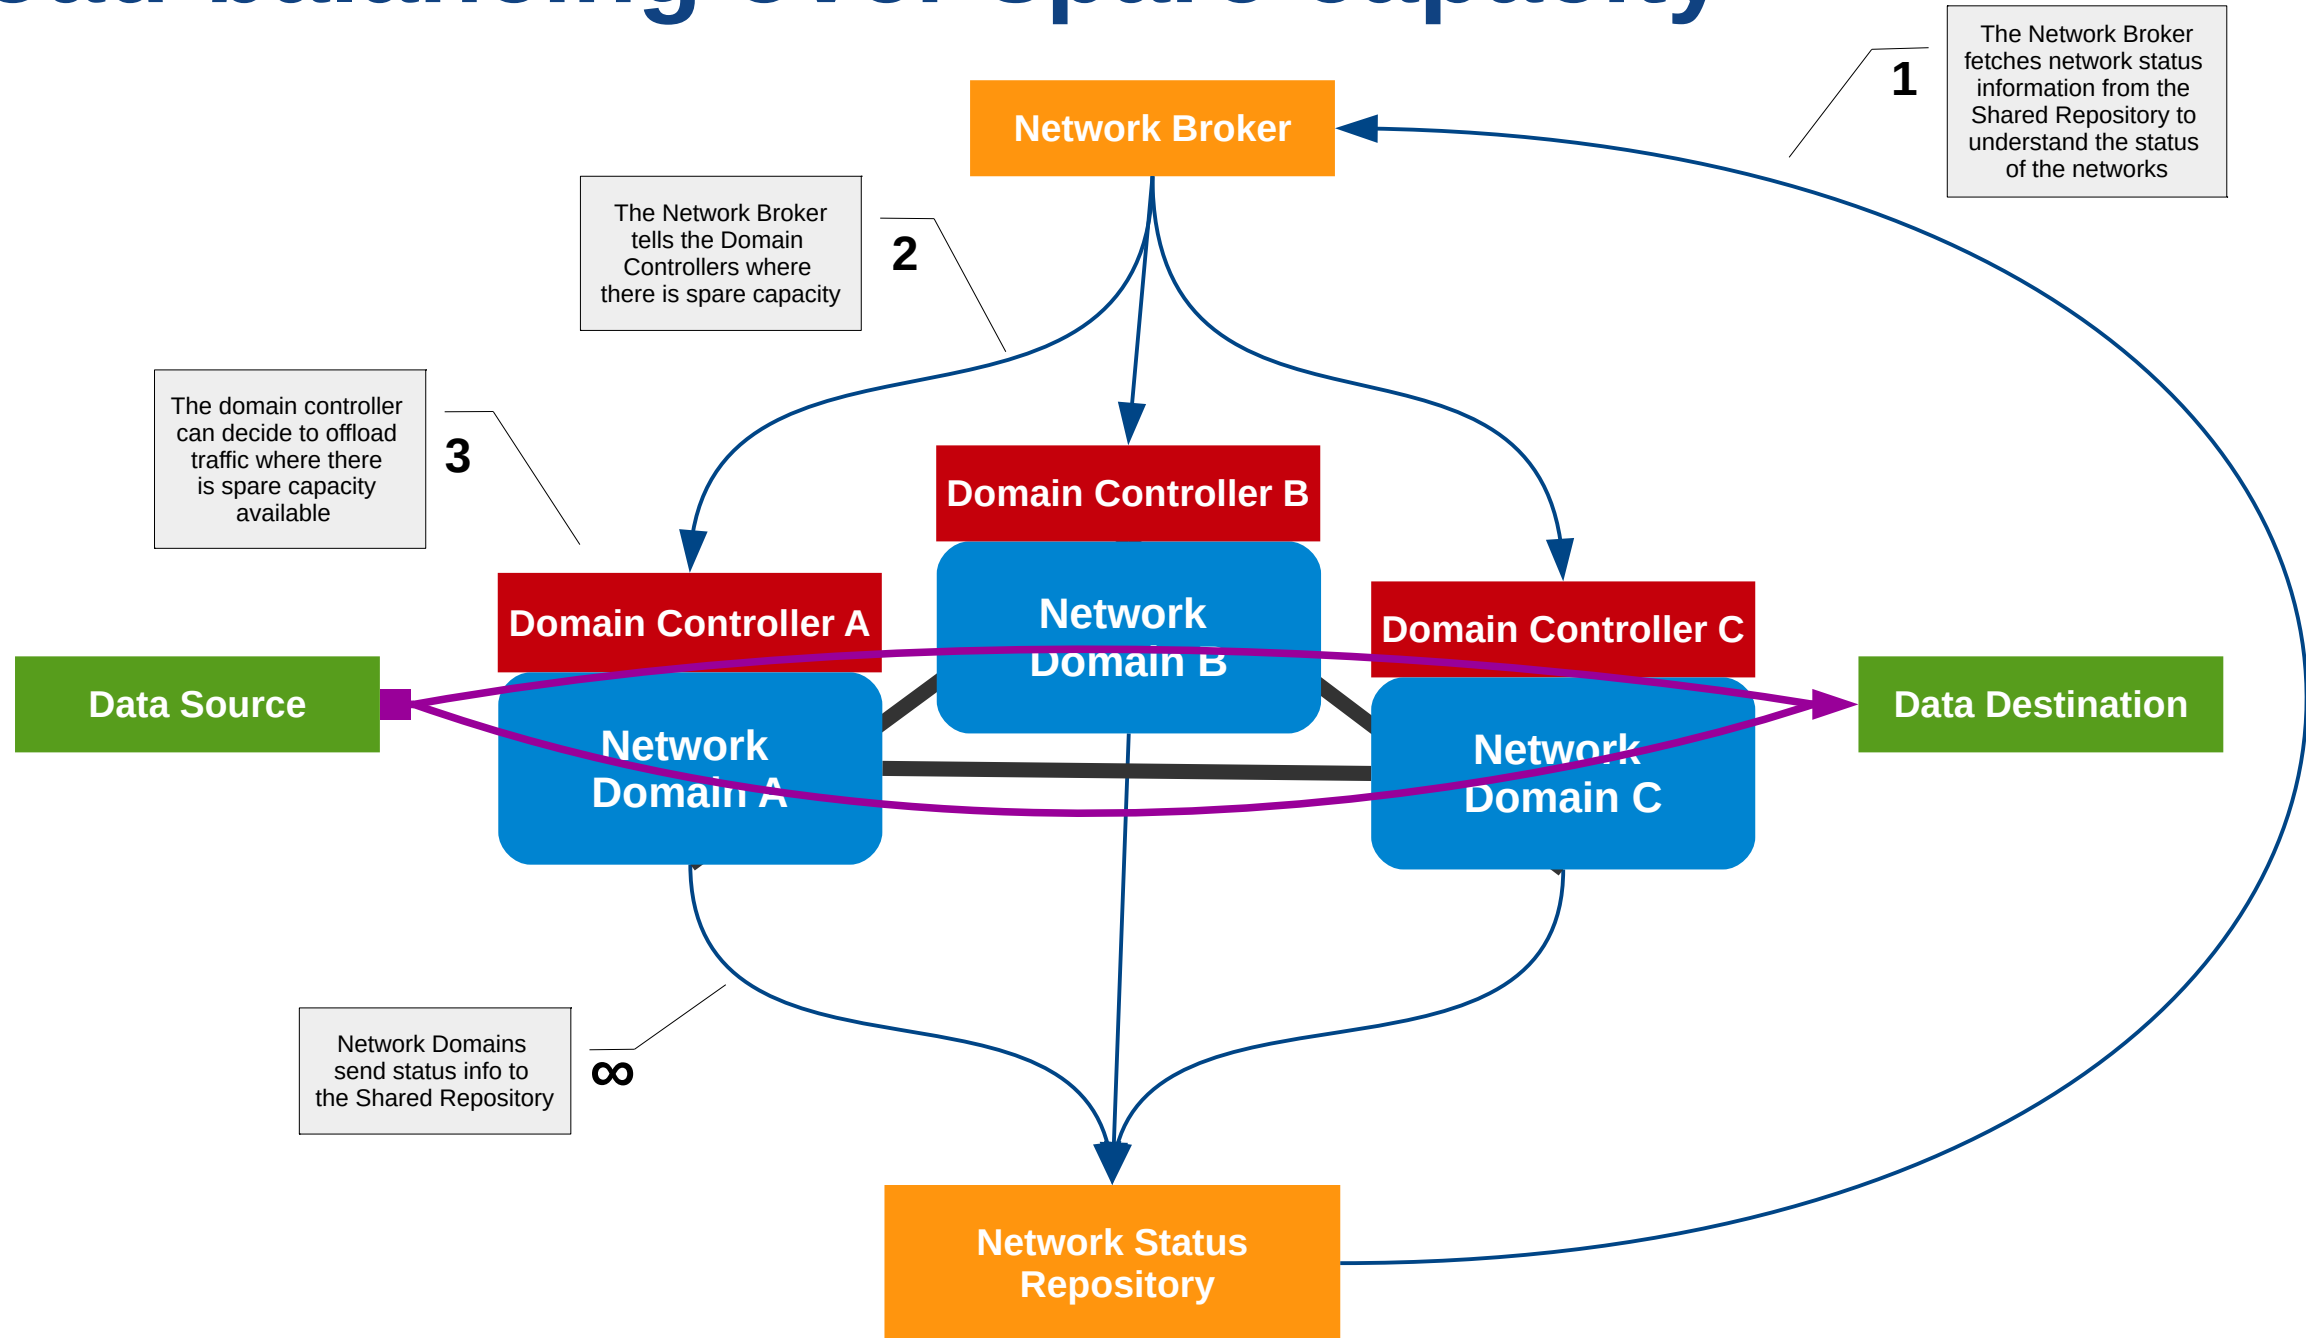 balancing over spare capacity
The Network Broker
fetches network status
information from the
Shared Repository to
understand the status
of the networks
1
Network Broker
The Network Broker
tells the Domain
Controllers where
there is spare capacity
2
The domain controller
can decide to offload
traffic where there
is spare capacity
available
3
Domain Controller B
Network
Domain B
Domain Controller A
Network
Domain A
Domain Controller C
Network
Domain C
Data Source
Data Destination
Network Domains
send status info to
the Shared Repository
∞
Network Status
Repository